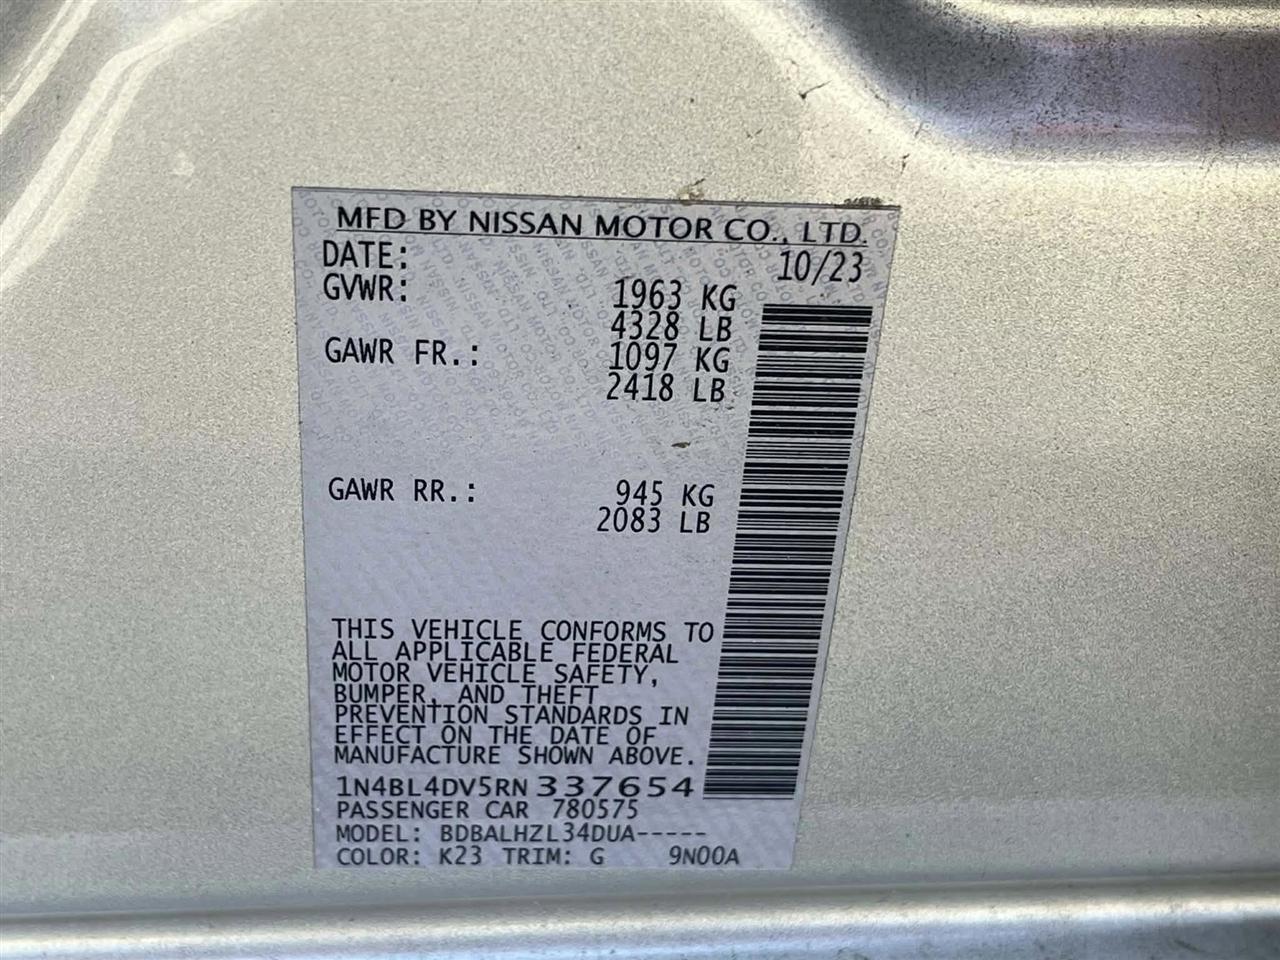 MFD BY NISSAN MOTOR CO., LTD.
DATE: 10/23
GVWR: 1963 KG
4328 LB
GAWR FR.: 1097 KG
2418 LB
GAWR RR.: 945 KG
2083 LB
THIS VEHICLE CONFORMS TO
ALL APPLICABLE FEDERAL
MOTOR VEHICLE SAFETY,
BUMPER, AND THEFT
PREVENTION STANDARDS IN
EFFECT ON THE DATE OF
MANUFACTURE SHOWN ABOVE.
1N4BL4DV5RN337654
PASSENGER CAR 780575
MODEL: BDBALHZL34DUA-----
COLOR: K23 TRIM: G 9N00A